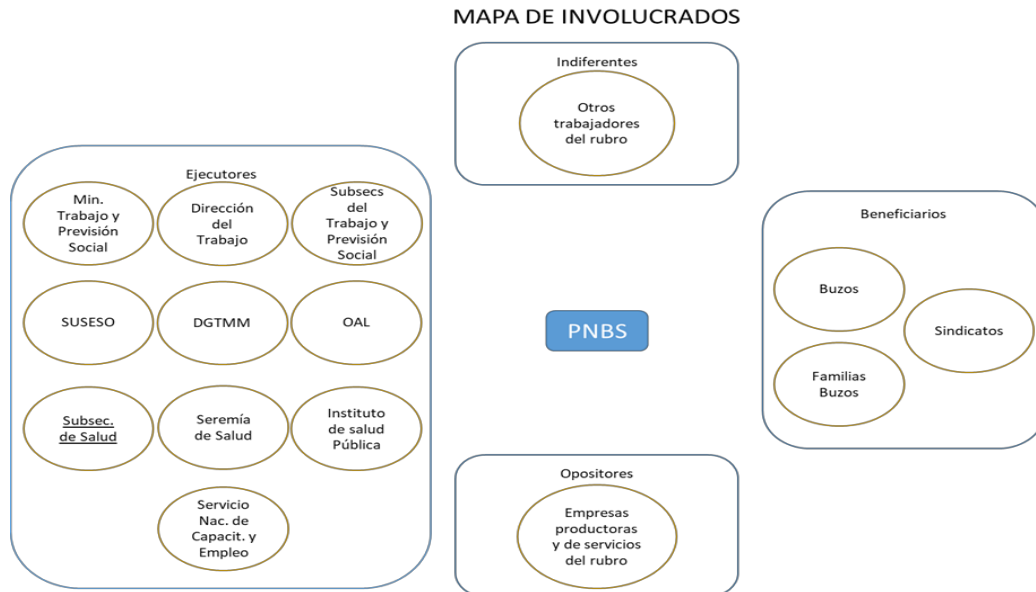 MAPA DE INVOLUCRADOS
Indiferentes
Otros
trabajadores
del rubro
Ejecutores
Min.
Trabajo y
Previsión
Social
Dirección
del
Trabajo
Subsecs
del
Trabajo y
Previsión
Social
SUSESO
DGTMM
OAL
Subsec.
de Salud
Seremía
de Salud
Instituto
de salud
Pública
Servicio
Nac. de
Capacit. y
Empleo
PNBS
Beneficiarios
Buzos
Sindicatos
Familias
Buzos
Opositores
Empresas
productoras
y de servicios
del rubro